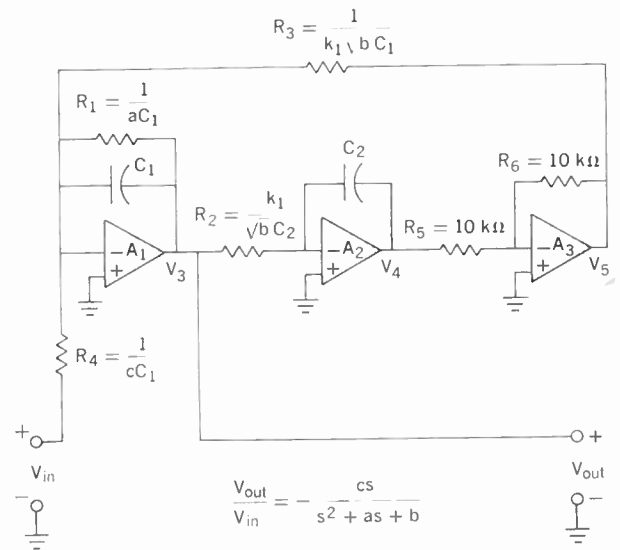 R3 = 1 / k1 \ b C1
R1 = 1 / aC1
C1
C2
R6 = 10 kΩ
R2 = k1 / √b C2
R5 = 10 kΩ
− A1
+
V3
− A2
+
V4
− A3
+
V5
R4 = 1 / cC1
+
+
Vin
Vout
−
−
Vout / Vin = − cs / s² + as + b